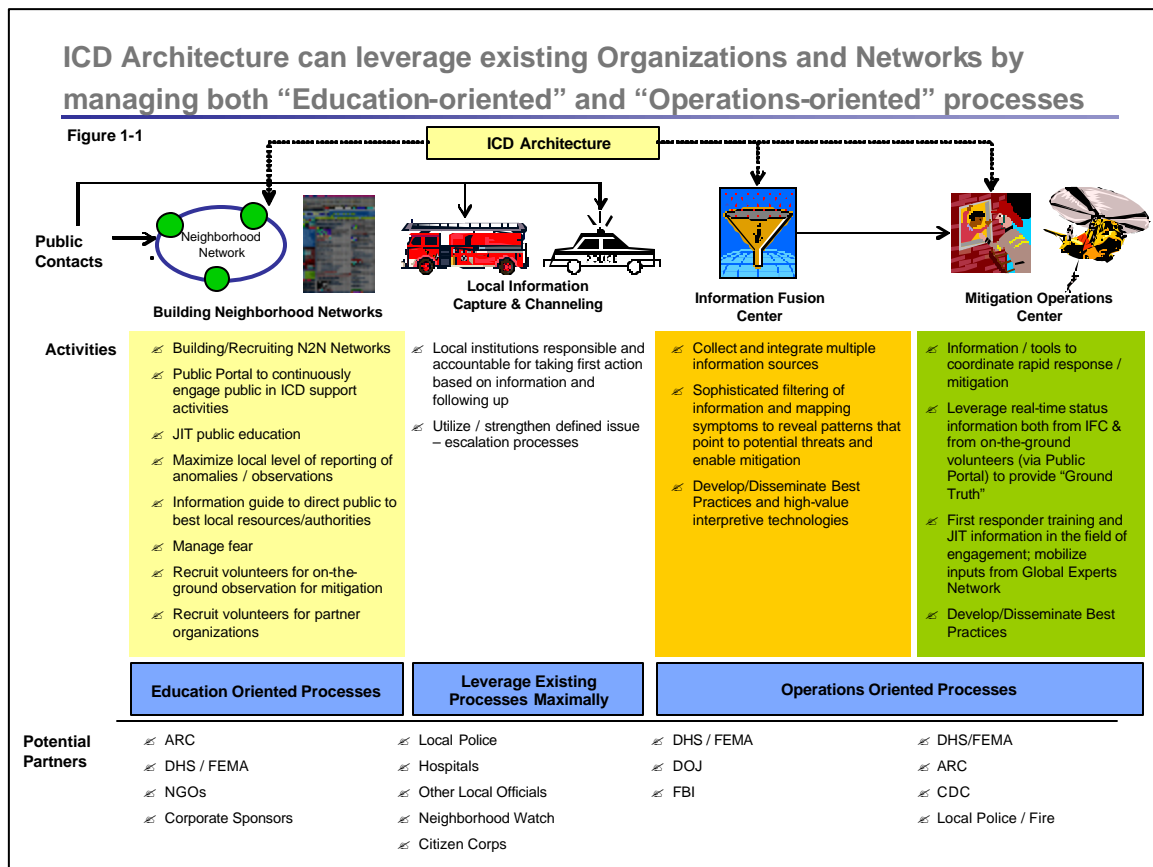 ICD Architecture can leverage existing Organizations and Networks by
managing both “Education-oriented” and “Operations-oriented” processes
Figure 1-1
ICD Architecture
Public
Contacts
Neighborhood
Network
POLICE
i
Building Neighborhood Networks
Local Information
Capture & Channeling
Information Fusion
Center
Mitigation Operations
Center
Activities
Building/Recruiting N2N Networks
Public Portal to continuously
engage public in ICD support
activities
JIT public education
Maximize local level of reporting of
anomalies / observations
Information guide to direct public to
best local resources/authorities
Manage fear
Recruit volunteers for on-the-
ground observation for mitigation
Recruit volunteers for partner
organizations
Local institutions responsible and
accountable for taking first action
based on information and
following up
Utilize / strengthen defined issue
– escalation processes
Collect and integrate multiple
information sources
Sophisticated filtering of
information and mapping
symptoms to reveal patterns that
point to potential threats and
enable mitigation
Develop/Disseminate Best
Practices and high-value
interpretive technologies
Information / tools to
coordinate rapid response /
mitigation
Leverage real-time status
information both from IFC &
from on-the-ground
volunteers (via Public
Portal) to provide “Ground
Truth”
First responder training and
JIT information in the field of
engagement; mobilize
inputs from Global Experts
Network
Develop/Disseminate Best
Practices
Education Oriented Processes
Leverage Existing
Processes Maximally
Operations Oriented Processes
Potential
Partners
ARC
DHS / FEMA
NGOs
Corporate Sponsors
Local Police
Hospitals
Other Local Officials
Neighborhood Watch
Citizen Corps
DHS / FEMA
DOJ
FBI
DHS/FEMA
ARC
CDC
Local Police / Fire